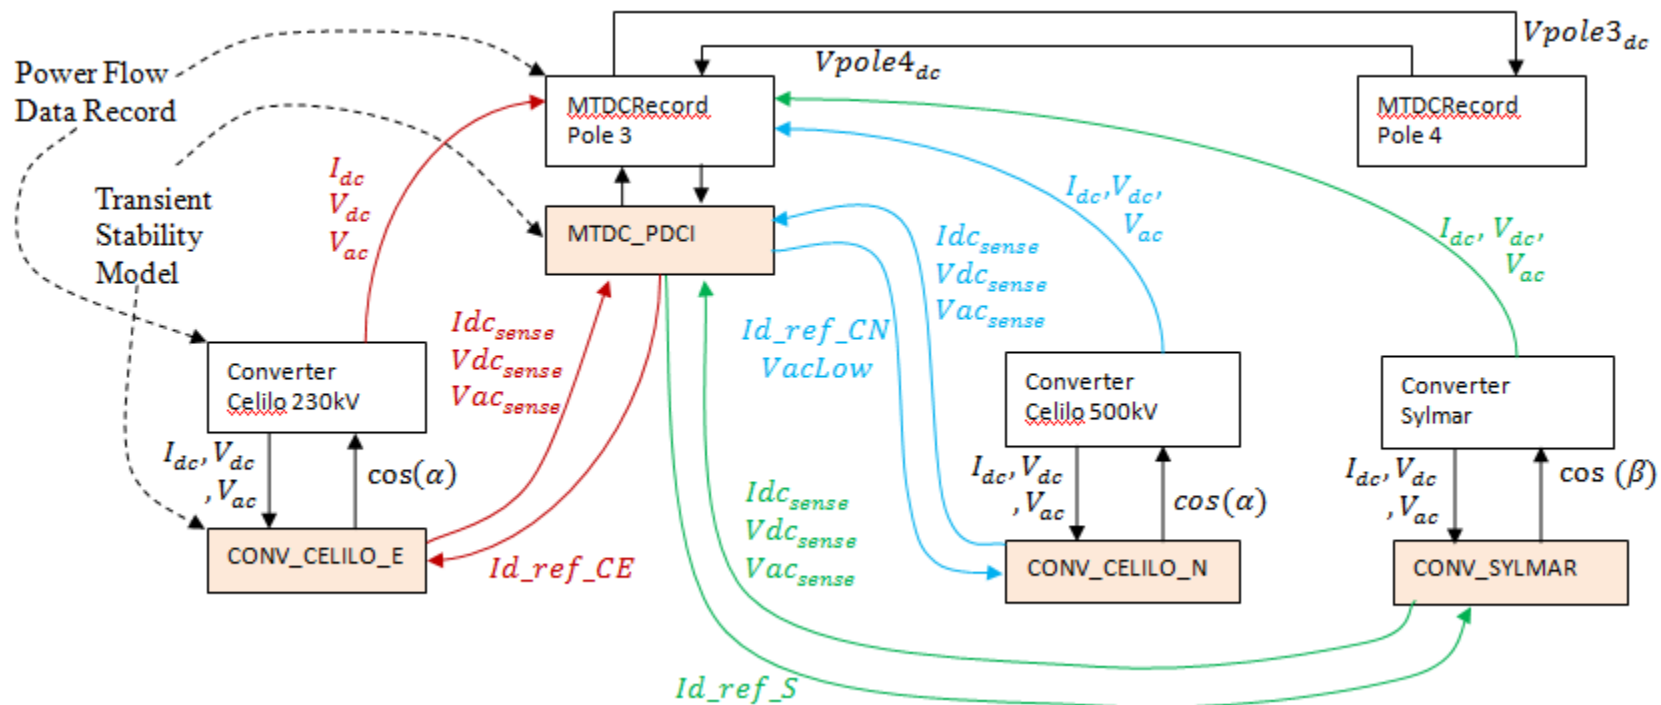 Vpole3dc
Vpole4dc
Power Flow
Data Record
MTDCRecord
Pole 3
MTDCRecord
Pole 4
Transient
Stability
Model
Idc
Vdc
Vac
MTDC_PDCI
Idc, Vdc,
Vac
Idc, Vdc,
Vac
Idcsense
Vdcsense
Vacsense
Idcsense
Vdcsense
Vacsense
Id_ref_CN
VacLow
Converter
Celilo 230kV
Converter
Celilo 500kV
Converter
Sylmar
Idc, Vdc
, Vac
cos(α)
Idc, Vdc
, Vac
cos(α)
Idc, Vdc
, Vac
cos (β)
Idcsense
Vdcsense
Vacsense
CONV_CELILO_E
Id_ref_CE
CONV_CELILO_N
CONV_SYLMAR
Id_ref_S